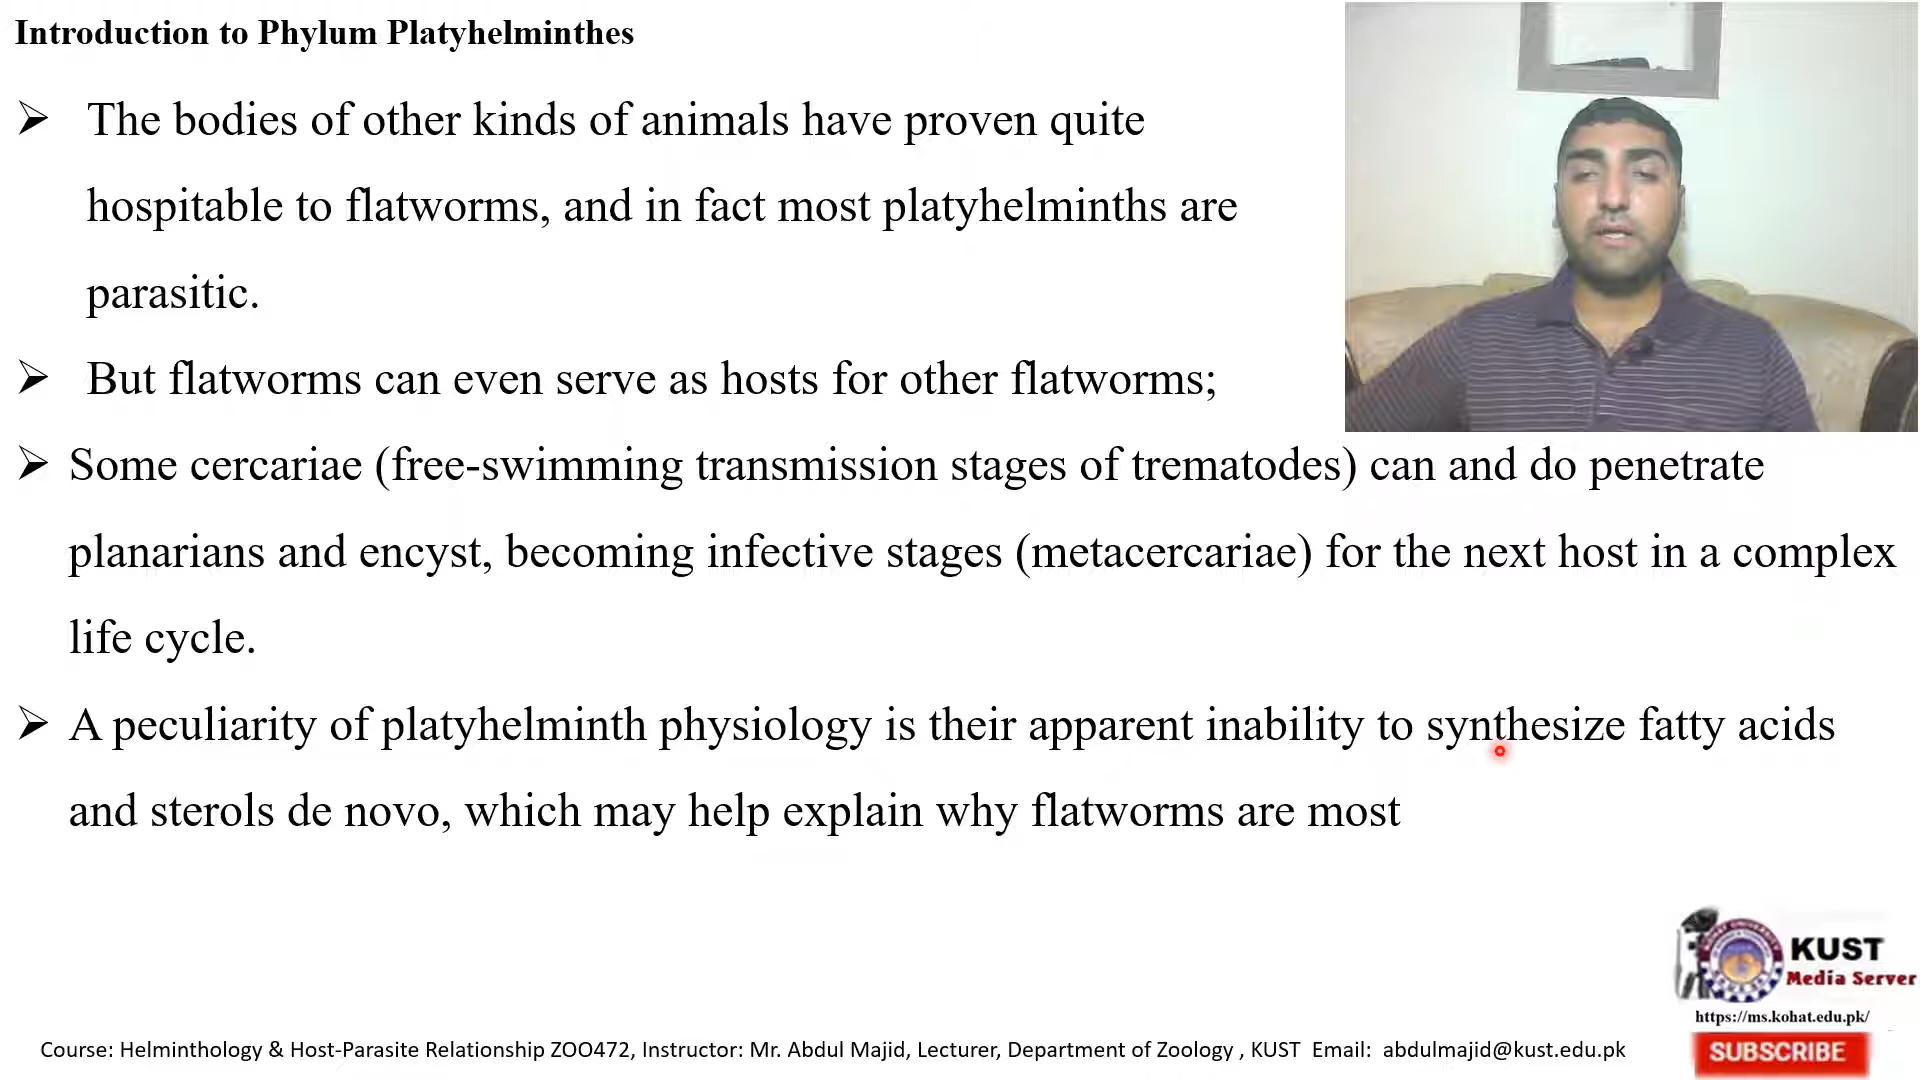 Introduction to Phylum Platyhelminthes
➢ The bodies of other kinds of animals have proven quite
hospitable to flatworms, and in fact most platyhelminths are
parasitic.
➢ But flatworms can even serve as hosts for other flatworms;
➢ Some cercariae (free-swimming transmission stages of trematodes) can and do penetrate
planarians and encyst, becoming infective stages (metacercariae) for the next host in a complex
life cycle.
➢ A peculiarity of platyhelminth physiology is their apparent inability to synthesize fatty acids
and sterols de novo, which may help explain why flatworms are most
KUST
Media Server
https://ms.kohat.edu.pk/
SUBSCRIBE
Course: Helminthology & Host-Parasite Relationship ZOO472, Instructor: Mr. Abdul Majid, Lecturer, Department of Zoology , KUST Email: abdulmajid@kust.edu.pk